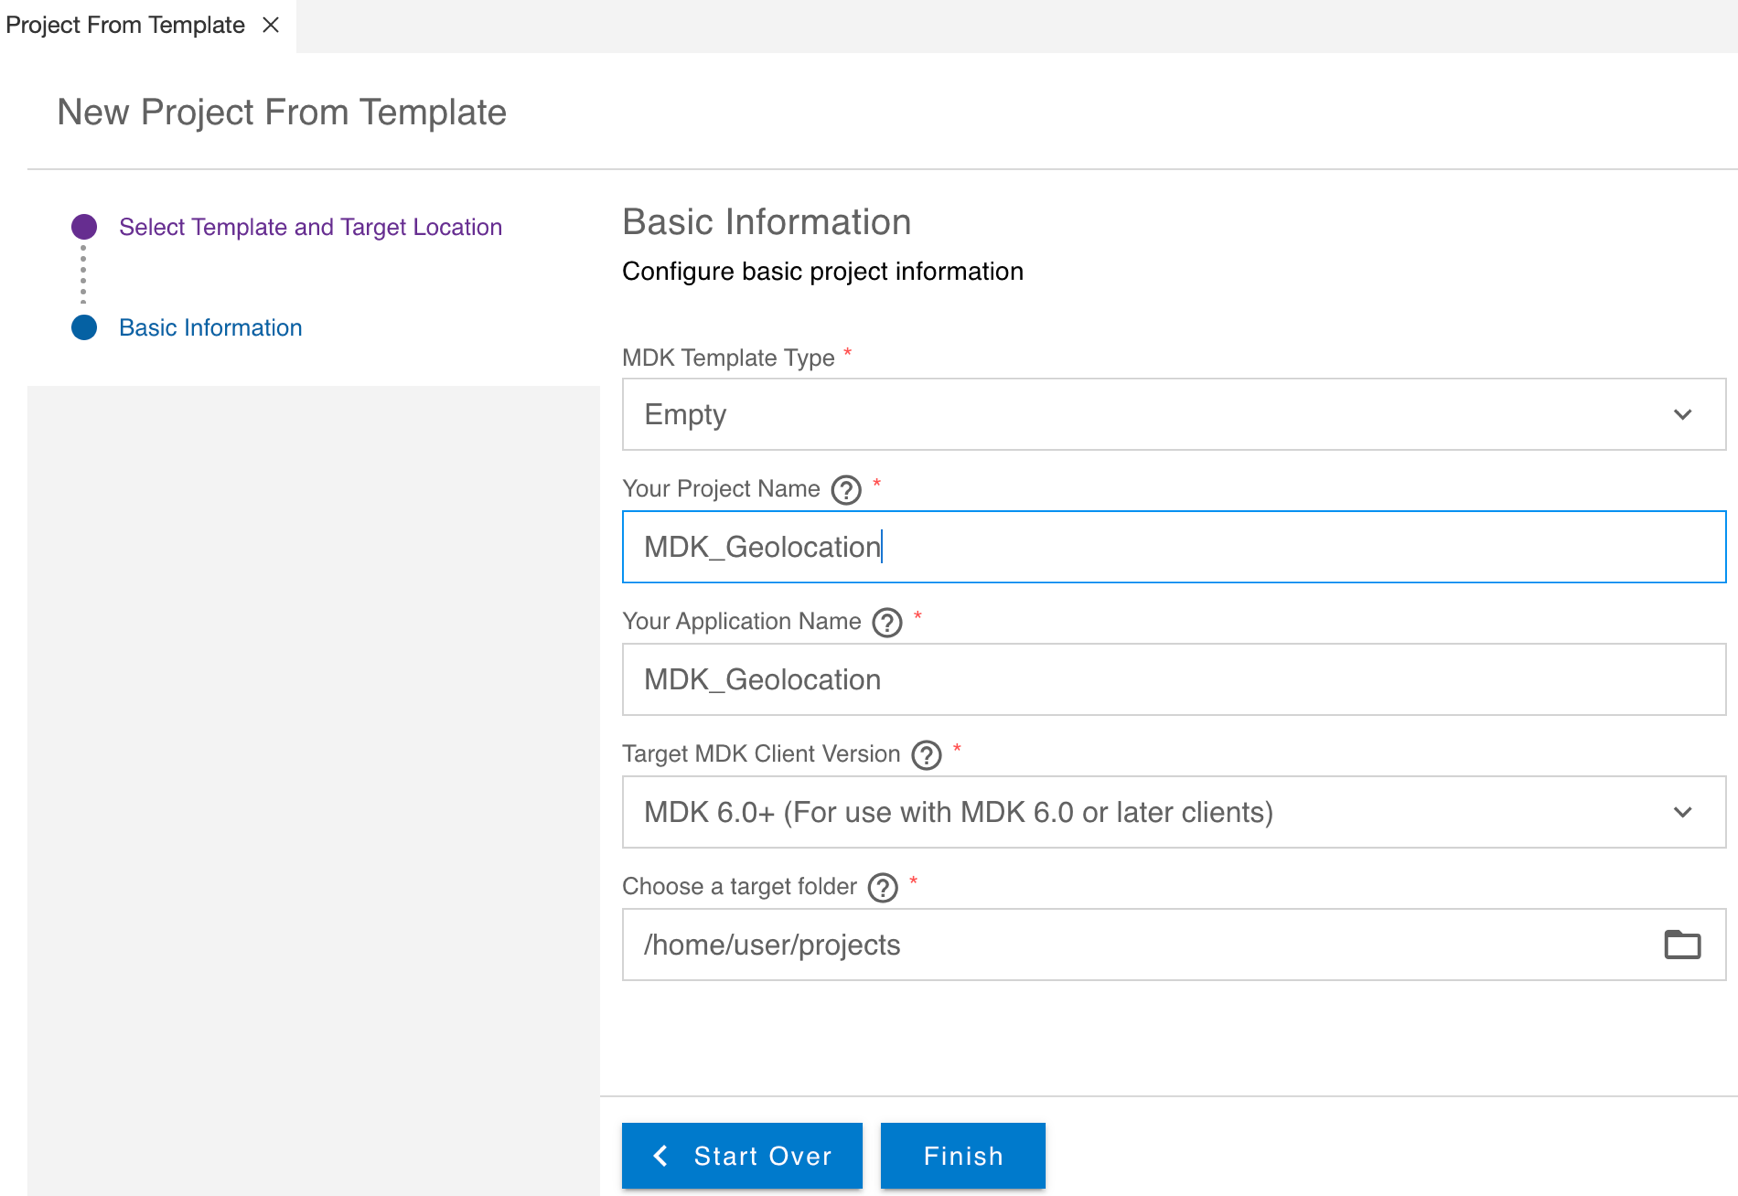 Project From Template
New Project From Template
Select Template and Target Location
Basic Information
Basic Information
Configure basic project information
MDK Template Type *
Empty
Your Project Name ? *
MDK_Geolocation
Your Application Name ? *
MDK_Geolocation
Target MDK Client Version ? *
MDK 6.0+ (For use with MDK 6.0 or later clients)
Choose a target folder ? *
/home/user/projects
Start Over
Finish